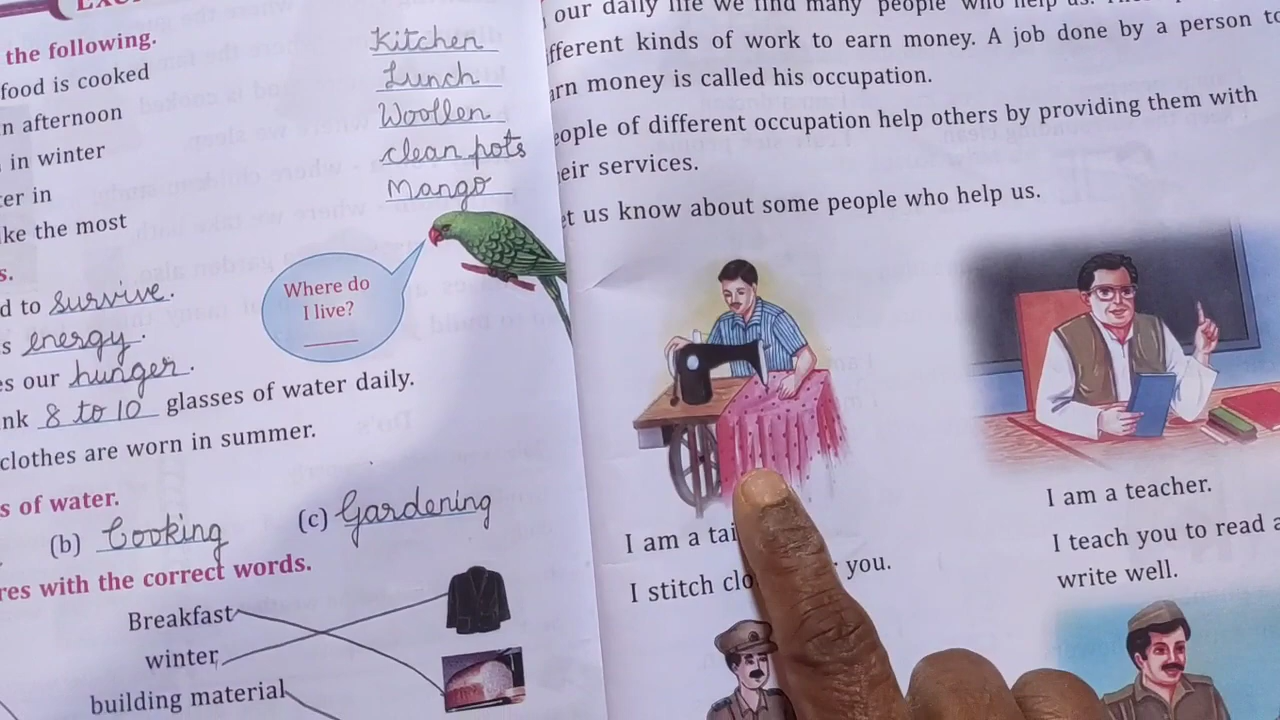 the following.
food is cooked Kitchen
n afternoon Lunch
in winter Woollen
er in clean pots
ke the most Mango
s.
Where do
I live?
d to survive.
s energy.
es our hunger.
nk 8 to 10 glasses of water daily.
clothes are worn in summer.
s of water.
(b) Cooking (c) Gardening
res with the correct words.
Breakfast
winter
building material
our daily life we find many people who help us.
fferent kinds of work to earn money. A job done by a person to
arn money is called his occupation.
eople of different occupation help others by providing them with
eir services.
et us know about some people who help us.
I am a tai
I stitch clo you.
I am a teacher.
I teach you to read a
write well.